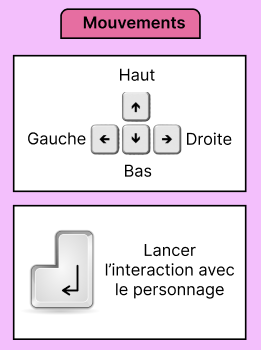 Mouvements
Haut
Gauche
Droite
Bas
Lancer
l'interaction avec
le personnage